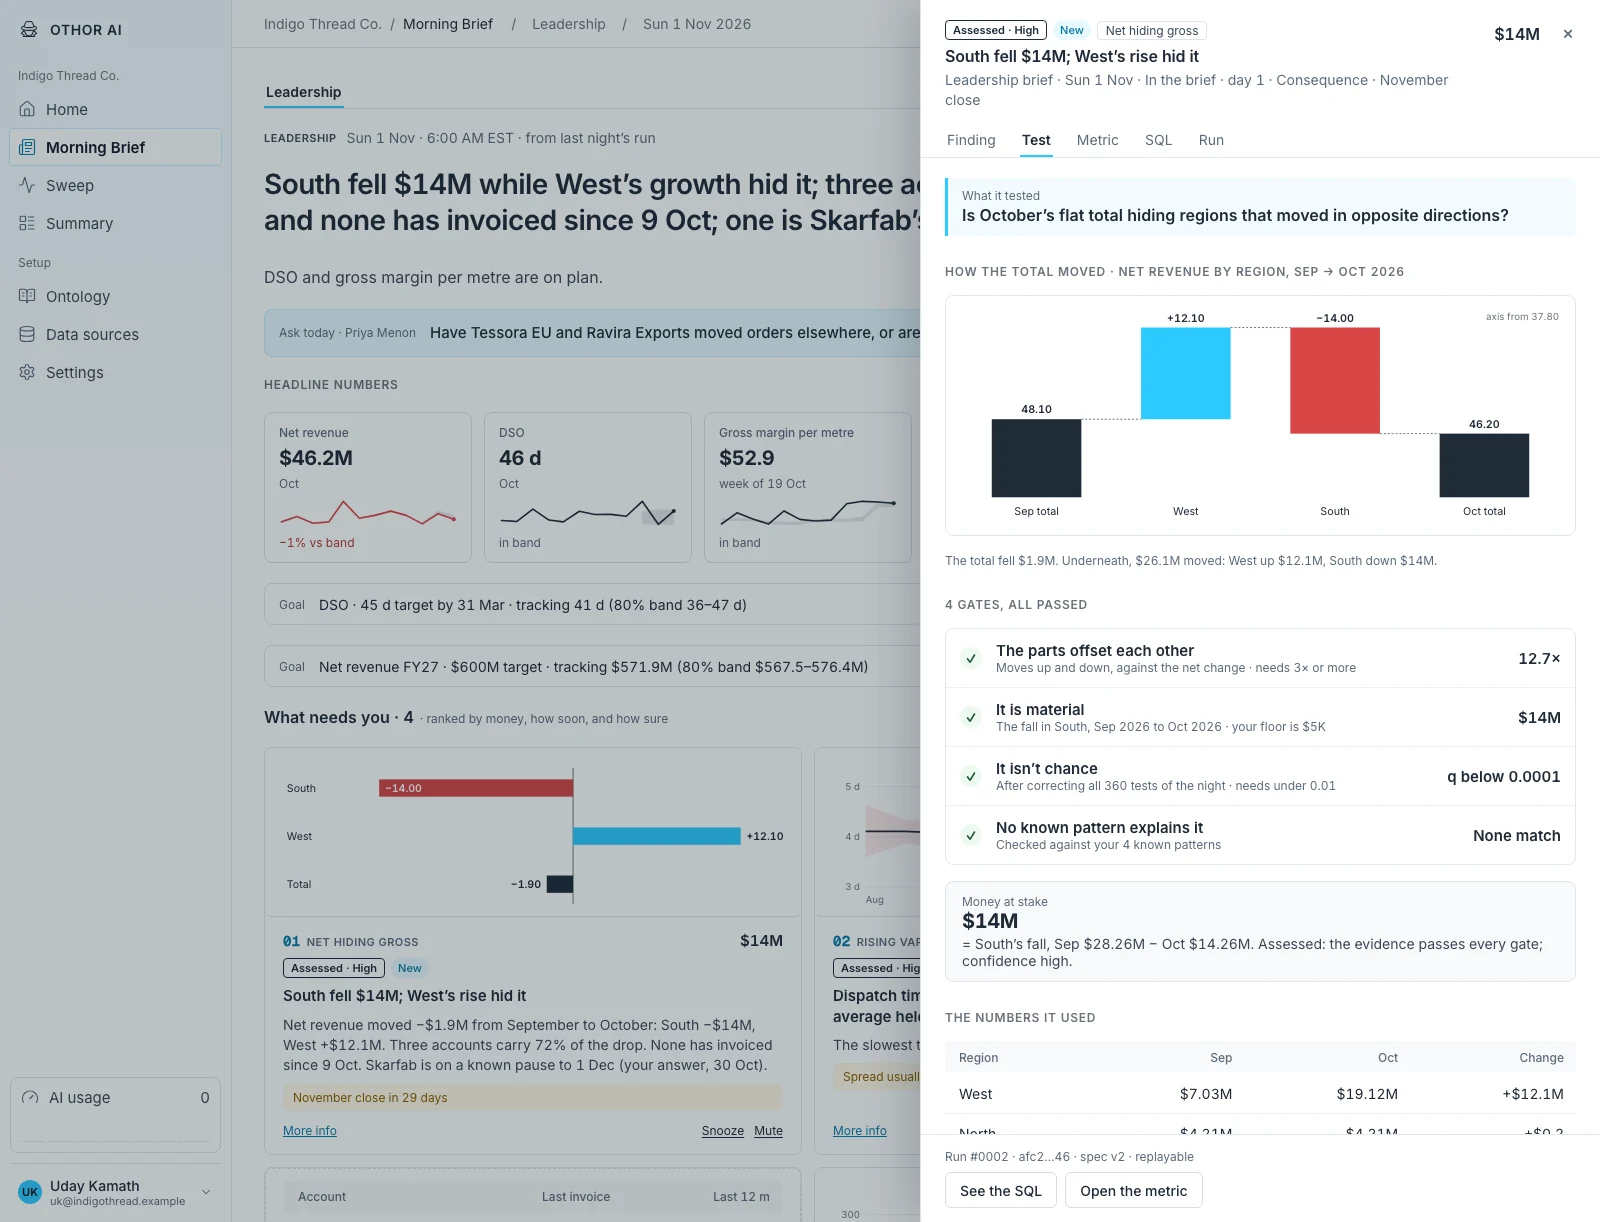 OTHOR AI
Indigo Thread Co.
Home
Morning Brief
Sweep
Summary
Setup
Ontology
Data sources
Settings
AI usage 0
UK
Uday Kamath
uk@indigothread.example
Indigo Thread Co. / Morning Brief / Leadership / Sun 1 Nov 2026
Leadership
LEADERSHIP Sun 1 Nov · 6:00 AM EST · from last night’s run
South fell $14M while West’s growth hid it; three
and none has invoiced since 9 Oct; one is Skarfab’s
DSO and gross margin per metre are on plan.
Ask today · Priya Menon Have Tessora EU and Ravira Exports moved orders elsewhere, or are
HEADLINE NUMBERS
Net revenue
$46.2M
Oct
−1% vs band
DSO
46 d
Oct
in band
Gross margin per metre
$52.9
week of 19 Oct
in band
Goal DSO · 45 d target by 31 Mar · tracking 41 d (80% band 36–47 d)
Goal Net revenue FY27 · $600M target · tracking $571.9M (80% band $567.5–576.4M)
What needs you · 4 · ranked by money, how soon, and how sure
South −14.00
West +12.10
Total −1.90
01 NET HIDING GROSS $14M
Assessed · High New
South fell $14M; West’s rise hid it
Net revenue moved −$1.9M from September to October: South −$14M,
West +$12.1M. Three accounts carry 72% of the drop. None has invoiced
since 9 Oct. Skarfab is on a known pause to 1 Dec (your answer, 30 Oct).
November close in 29 days
More info Snooze Mute
5 d
4 d
3 d
Aug
02 RISING VAR
Assessed · Hig
Dispatch tim
average hel
The slowest t
Spread usuall
More info
Account Last invoice Last 12 m
300
Assessed · High New Net hiding gross
$14M ×
South fell $14M; West’s rise hid it
Leadership brief · Sun 1 Nov · In the brief · day 1 · Consequence · November
close
Finding Test Metric SQL Run
What it tested
Is October’s flat total hiding regions that moved in opposite directions?
HOW THE TOTAL MOVED · NET REVENUE BY REGION, SEP → OCT 2026
axis from 37.80
48.10
+12.10
−14.00
46.20
Sep total West South Oct total
The total fell $1.9M. Underneath, $26.1M moved: West up $12.1M, South down $14M.
4 GATES, ALL PASSED
The parts offset each other
Moves up and down, against the net change · needs 3× or more
12.7×
It is material
The fall in South, Sep 2026 to Oct 2026 · your floor is $5K
$14M
It isn’t chance
After correcting all 360 tests of the night · needs under 0.01
q below 0.0001
No known pattern explains it
Checked against your 4 known patterns
None match
Money at stake
$14M
= South’s fall, Sep $28.26M − Oct $14.26M. Assessed: the evidence passes every gate;
confidence high.
THE NUMBERS IT USED
Region Sep Oct Change
West $7.03M $19.12M +$12.1M
North $4.21M $4.21M
Run #0002 · afc2…46 · spec v2 · replayable
See the SQL Open the metric